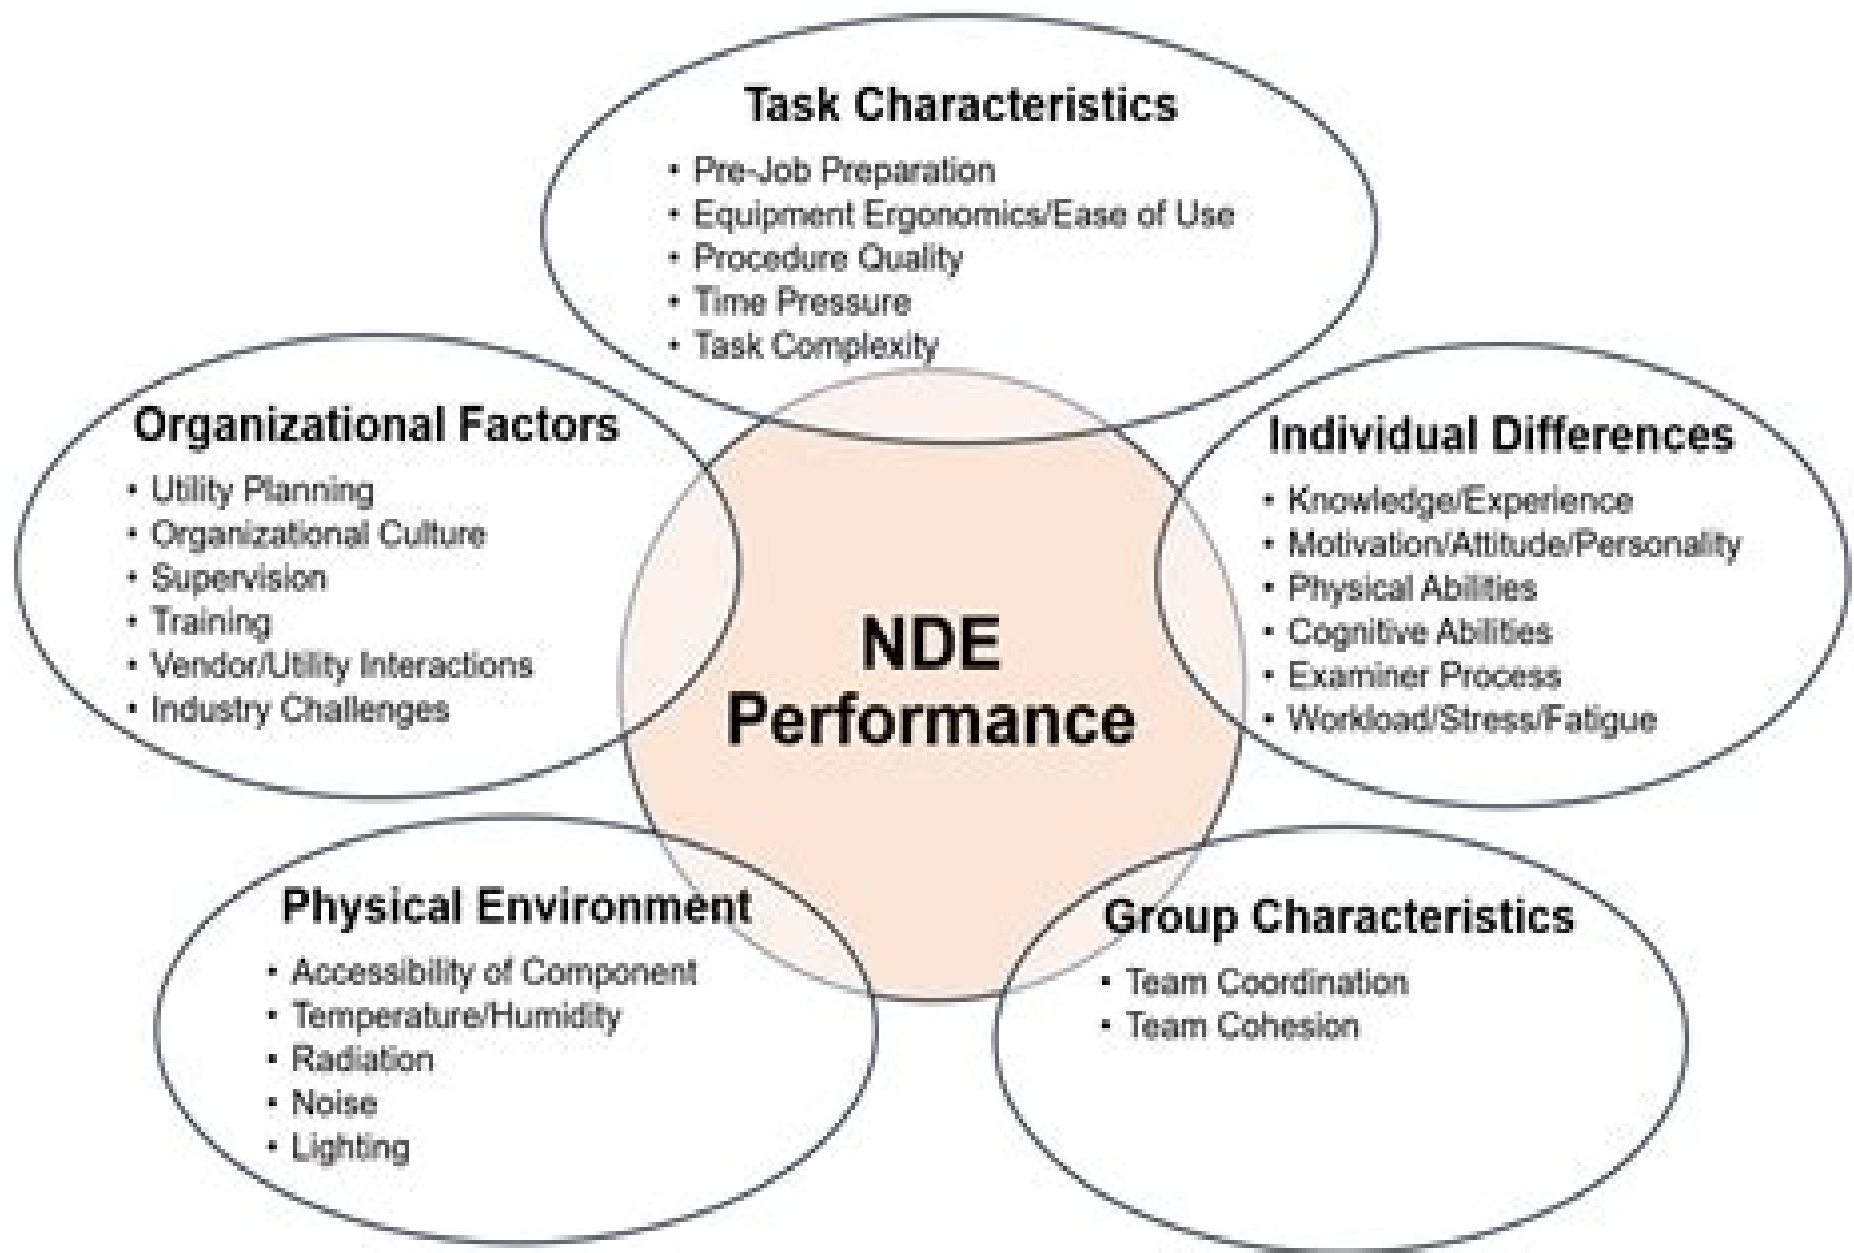 Task Characteristics
• Pre-Job Preparation
• Equipment Ergonomics/Ease of Use
• Procedure Quality
• Time Pressure
• Task Complexity
Organizational Factors
• Utility Planning
• Organizational Culture
• Supervision
• Training
• Vendor/Utility Interactions
• Industry Challenges
Individual Differences
• Knowledge/Experience
• Motivation/Attitude/Personality
• Physical Abilities
• Cognitive Abilities
• Examiner Process
• Workload/Stress/Fatigue
NDE
Performance
Physical Environment
• Accessibility of Component
• Temperature/Humidity
• Radiation
• Noise
• Lighting
Group Characteristics
• Team Coordination
• Team Cohesion